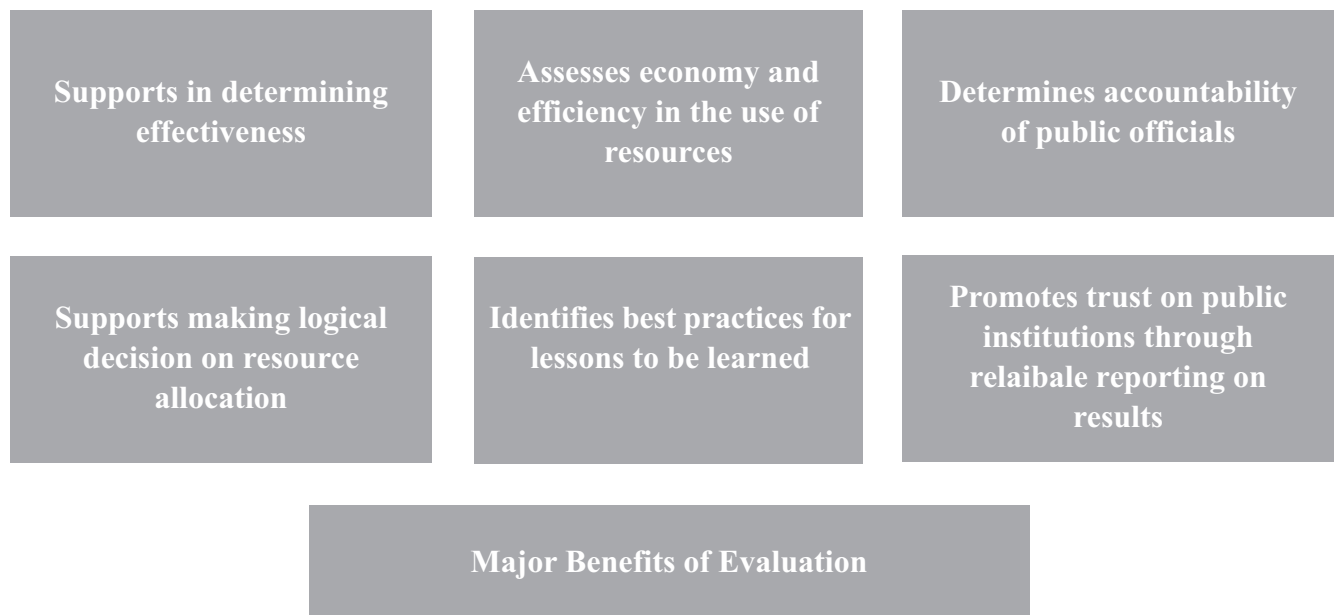 Supports in determining
effectiveness
Assesses economy and
efficiency in the use of
resources
Determines accountability
of public officials
Supports making logical
decision on resource
allocation
Identifies best practices for
lessons to be learned
Promotes trust on public
institutions through
relaibale reporting on
results
Major Benefits of Evaluation